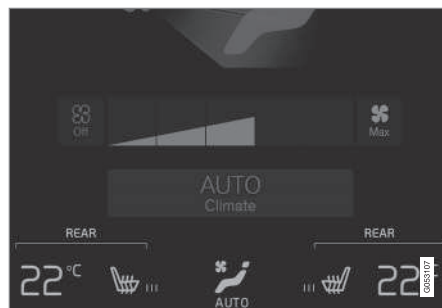 Off
Max
AUTO
Climate
REAR REAR
22°C 22°
AUTO
G053107